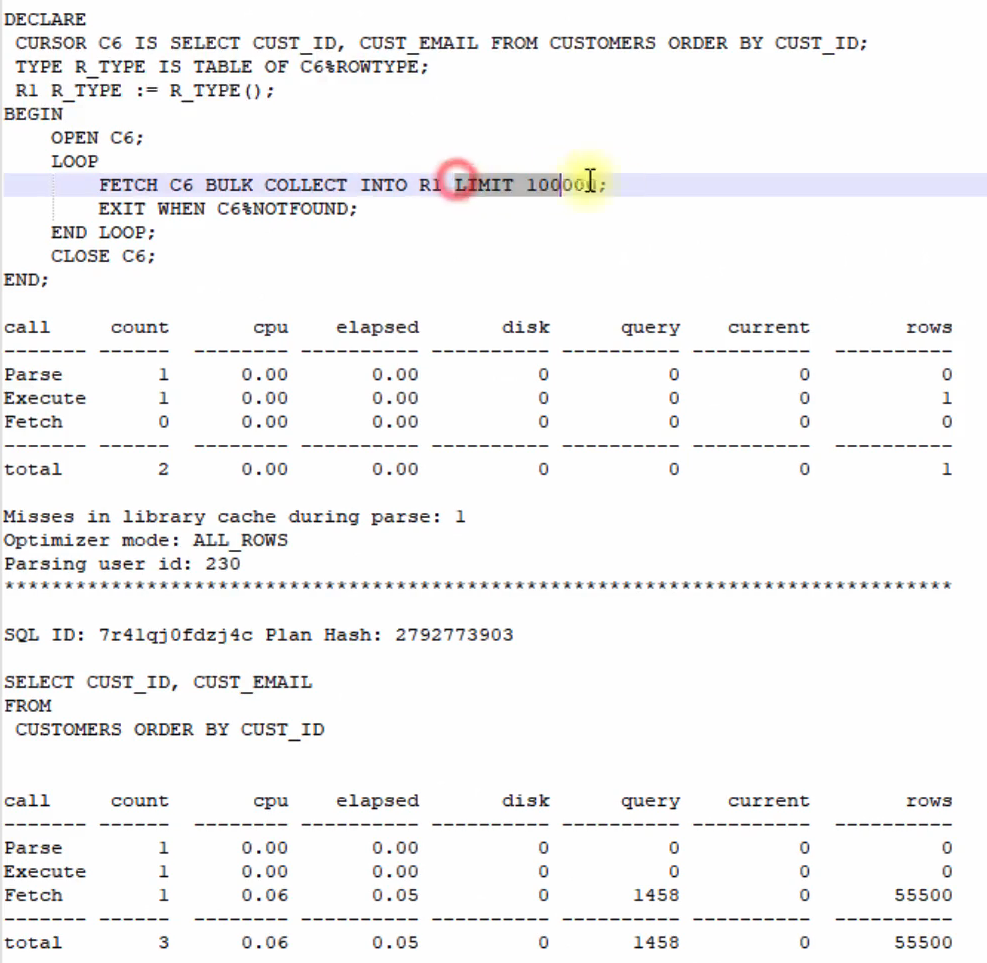 DECLARE
 CURSOR C6 IS SELECT CUST_ID, CUST_EMAIL FROM CUSTOMERS ORDER BY CUST_ID;
 TYPE R_TYPE IS TABLE OF C6%ROWTYPE;
 R1 R_TYPE := R_TYPE();
BEGIN
    OPEN C6;
    LOOP
        FETCH C6 BULK COLLECT INTO R1 LIMIT 100000;
        EXIT WHEN C6%NOTFOUND;
    END LOOP;
    CLOSE C6;
END;

call     count       cpu    elapsed       disk      query    current        rows
------- ------  -------- ---------- ---------- ---------- ----------  ----------
Parse        1      0.00       0.00          0          0          0           0
Execute      1      0.00       0.00          0          0          0           1
Fetch        0      0.00       0.00          0          0          0           0
------- ------  -------- ---------- ---------- ---------- ----------  ----------
total        2      0.00       0.00          0          0          0           1

Misses in library cache during parse: 1
Optimizer mode: ALL_ROWS
Parsing user id: 230
********************************************************************************

SQL ID: 7r41qj0fdzj4c Plan Hash: 2792773903

SELECT CUST_ID, CUST_EMAIL
FROM
 CUSTOMERS ORDER BY CUST_ID


call     count       cpu    elapsed       disk      query    current        rows
------- ------  -------- ---------- ---------- ---------- ----------  ----------
Parse        1      0.00       0.00          0          0          0           0
Execute      1      0.00       0.00          0          0          0           0
Fetch        1      0.06       0.05          0       1458          0       55500
------- ------  -------- ---------- ---------- ---------- ----------  ----------
total        3      0.06       0.05          0       1458          0       55500